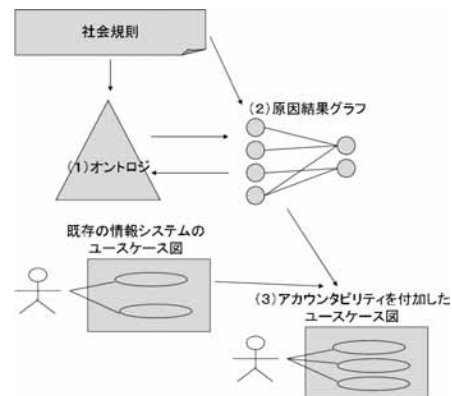 社会規則
(2)原因結果グラフ
(1)オントロジ
既存の情報システムの
ユースケース図
(3)アカウンタビリティを付加した
ユースケース図